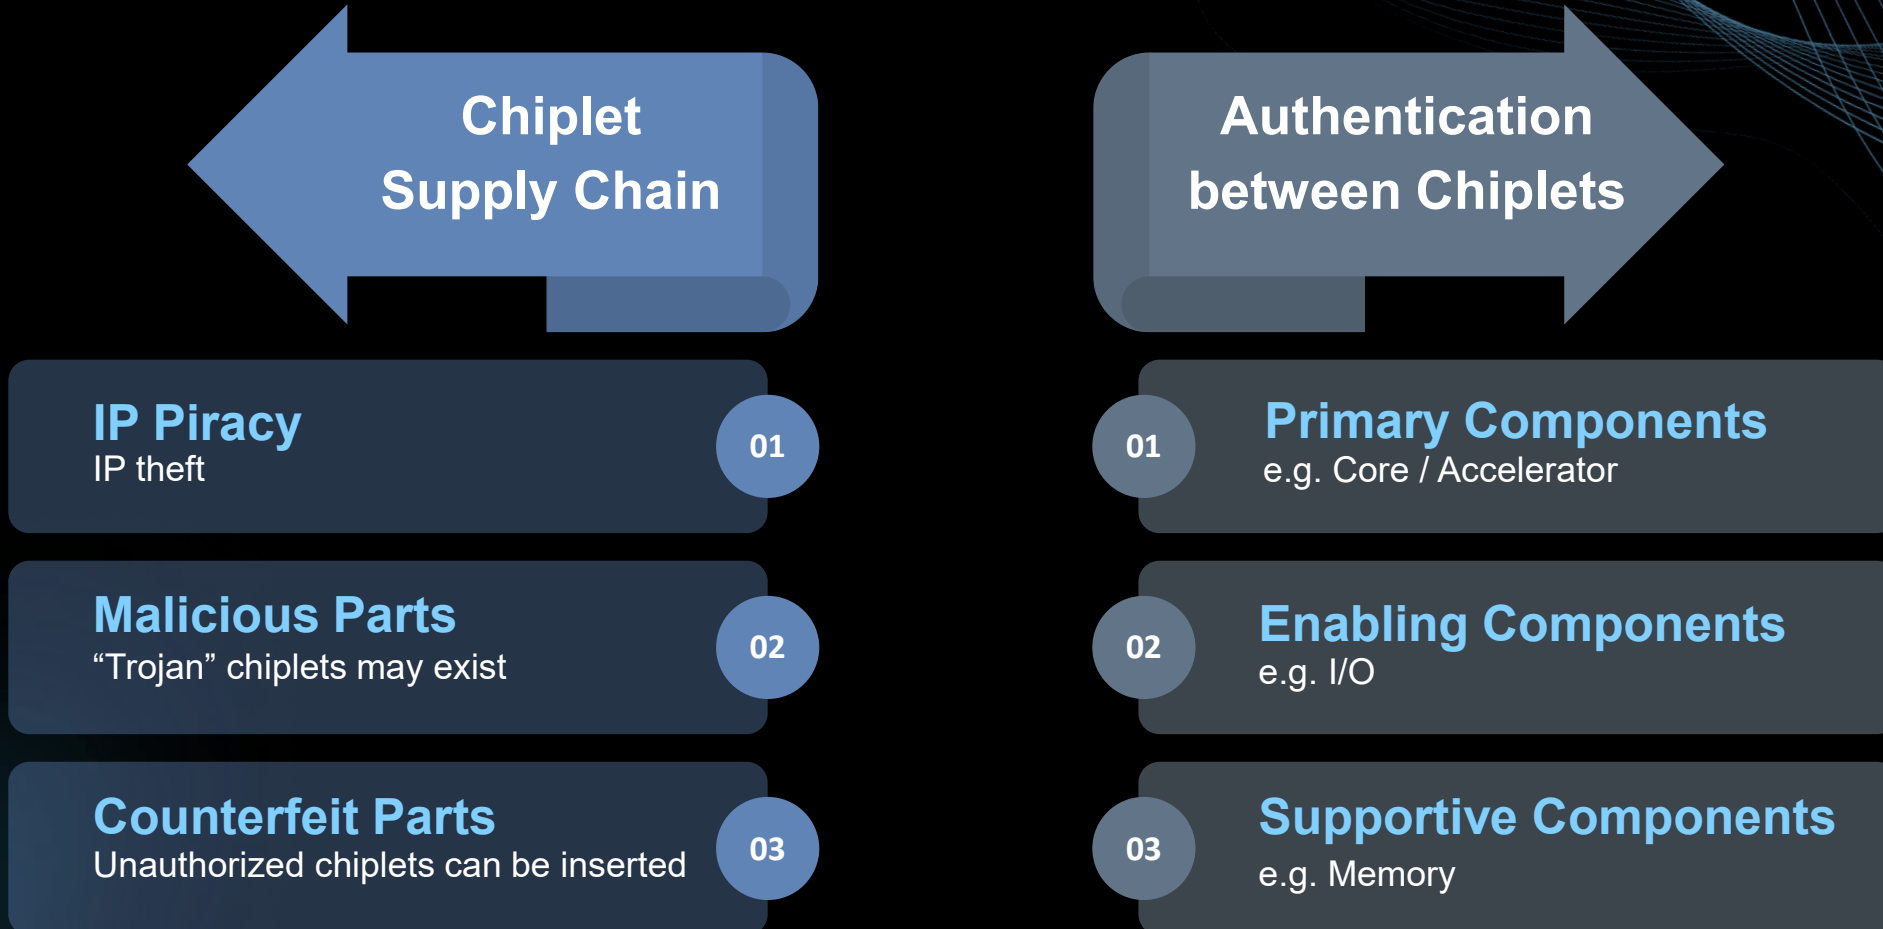 Chiplet
Supply Chain
IP Piracy
IP theft
01
Malicious Parts
“Trojan” chiplets may exist
02
Counterfeit Parts
Unauthorized chiplets can be inserted
03
Authentication
between Chiplets
01
Primary Components
e.g. Core / Accelerator
02
Enabling Components
e.g. I/O
03
Supportive Components
e.g. Memory